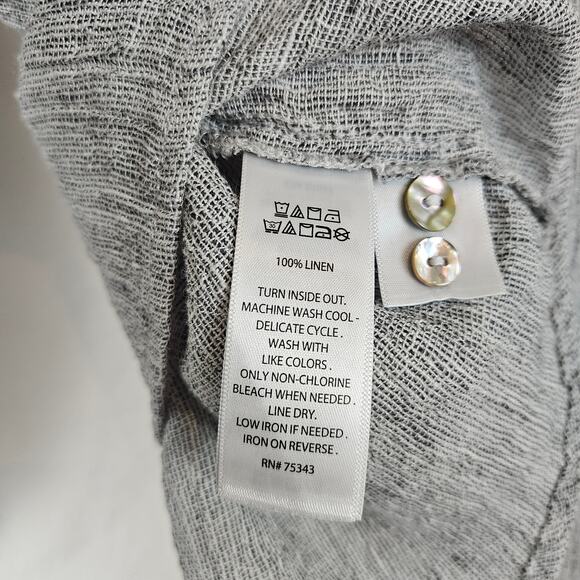 100% LINEN
TURN INSIDE OUT.
MACHINE WASH COOL -
DELICATE CYCLE .
WASH WITH
LIKE COLORS .
ONLY NON-CHLORINE
BLEACH WHEN NEEDED .
LINE DRY.
LOW IRON IF NEEDED .
IRON ON REVERSE .
RN# 75343